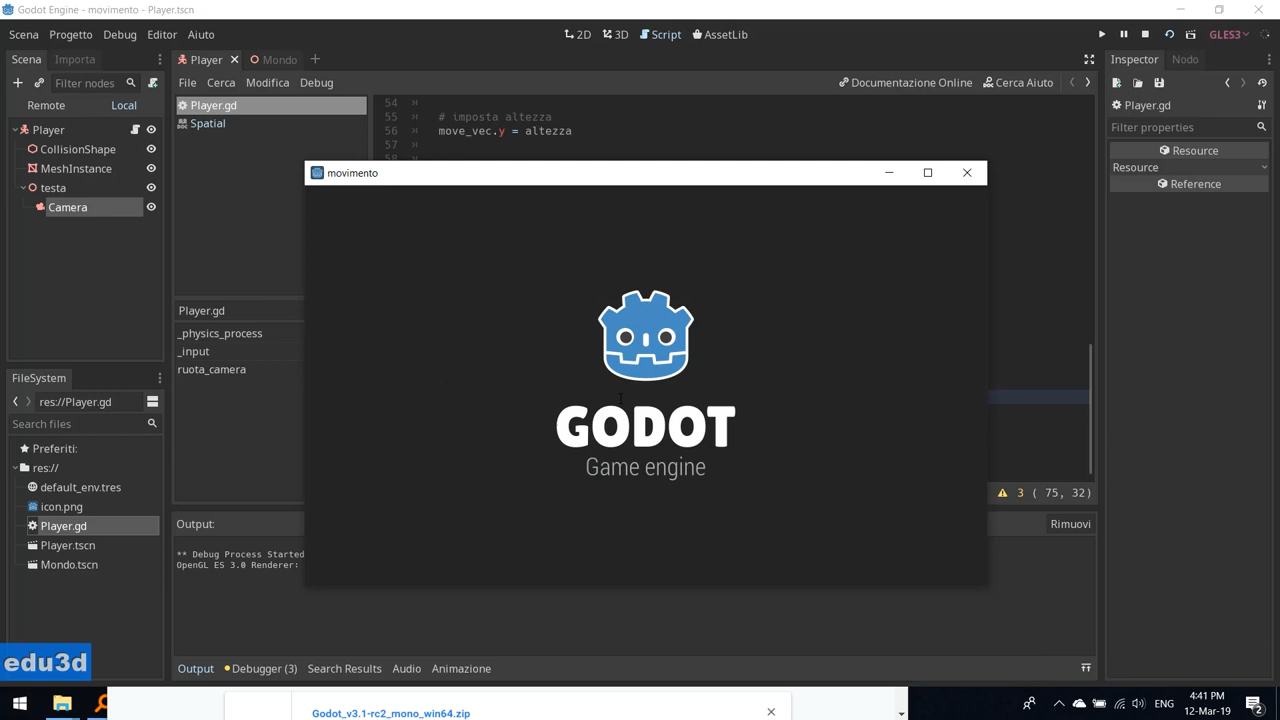 Godot Engine - movimento - Player.tscn
Scena Progetto Debug Editor Aiuto
2D 3D Script AssetLib
GLES3
Scena Importa
Filter nodes
Remote Local
Player
CollisionShape
MeshInstance
testa
Camera
FileSystem
res://Player.gd
Search files
Preferiti:
res://
default_env.tres
icon.png
Player.gd
Player.tscn
Mondo.tscn
Player Mondo
File Cerca Modifica Debug
Documentazione Online Cerca Aiuto
Player.gd
Spatial
Player.gd
_physics_process
_input
ruota_camera
54
55 # imposta altezza
56 move_vec.y = altezza
57
58
3 ( 75, 32)
movimento
GODOT
Game engine
Output:
Rimuovi
** Debug Process Started
OpenGL ES 3.0 Renderer:
Output Debugger (3) Search Results Audio Animazione
Inspector Nodo
Player.gd
Filter properties
Resource
Resource
Reference
edu3d
Godot_v3.1-rc2_mono_win64.zip
ENG
4:41 PM
12-Mar-19
2